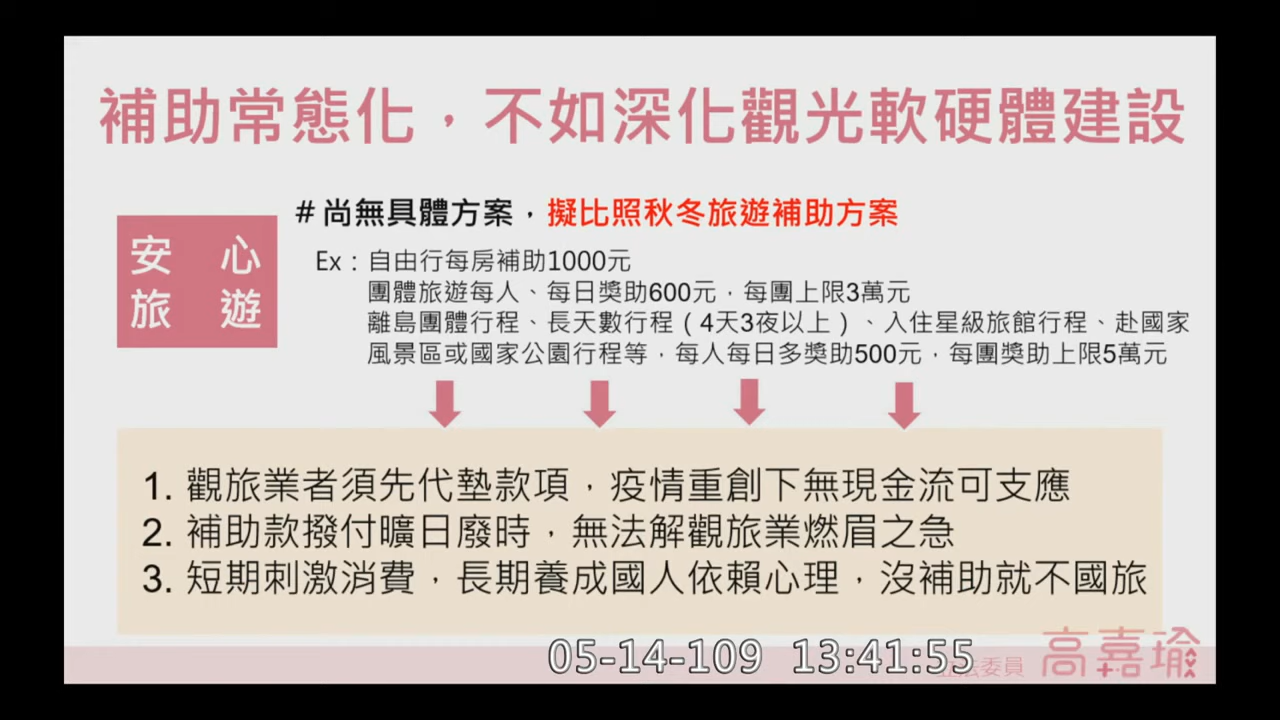 補助常態化，不如深化觀光軟硬體建設
安心
旅遊
#尚無具體方案，擬比照秋冬旅遊補助方案
Ex：自由行每房補助1000元
團體旅遊每人、每日獎助600元，每團上限3萬元
離島團體行程、長天數行程（4天3夜以上）、入住星級旅館行程、赴國家
風景區或國家公園行程等，每人每日多獎助500元，每團獎助上限5萬元
1. 觀旅業者須先代墊款項，疫情重創下無現金流可支應
2. 補助款撥付曠日廢時，無法解觀旅業燃眉之急
3. 短期刺激消費，長期養成國人依賴心理，沒補助就不國旅
05-14-109 13:41:55
立法委員 高嘉瑜